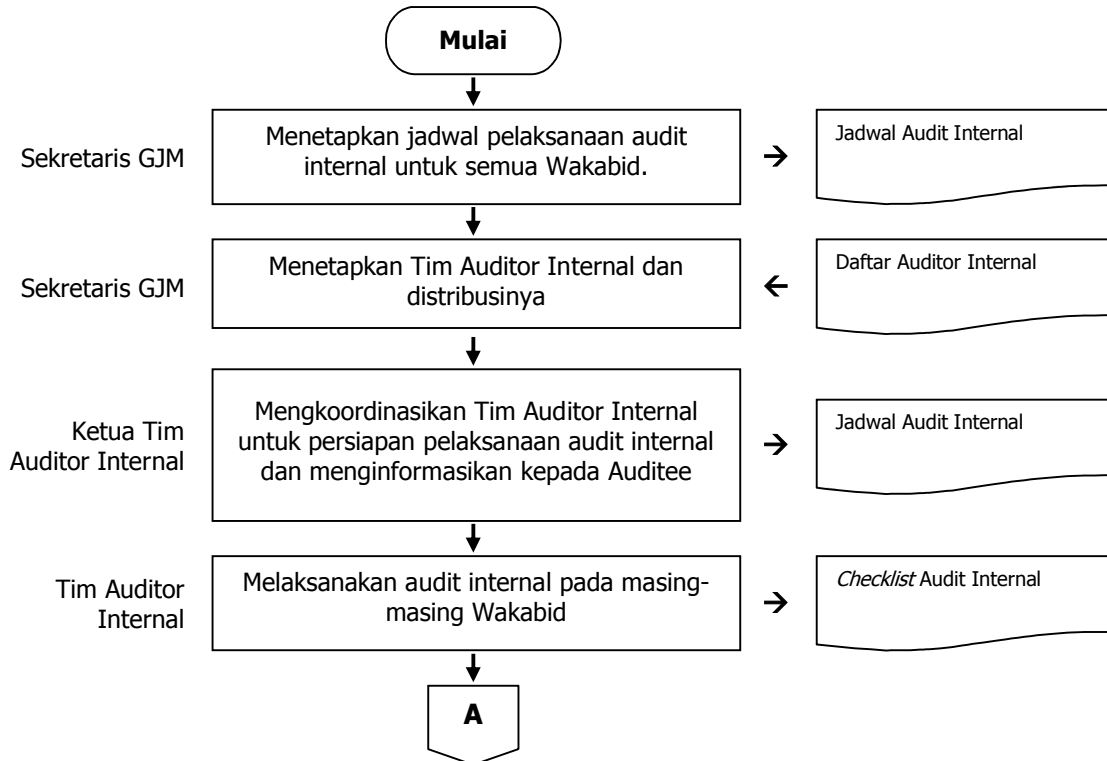 Mulai
Sekretaris GJM
Menetapkan jadwal pelaksanaan audit
internal untuk semua Wakabid.
→
Jadwal Audit Internal
Sekretaris GJM
Menetapkan Tim Auditor Internal dan
distribusinya
←
Daftar Auditor Internal
Ketua Tim
Auditor Internal
Mengkoordinasikan Tim Auditor Internal
untuk persiapan pelaksanaan audit internal
dan menginformasikan kepada Auditee
→
Jadwal Audit Internal
Tim Auditor
Internal
Melaksanakan audit internal pada masing-
masing Wakabid
→
Checklist Audit Internal
A